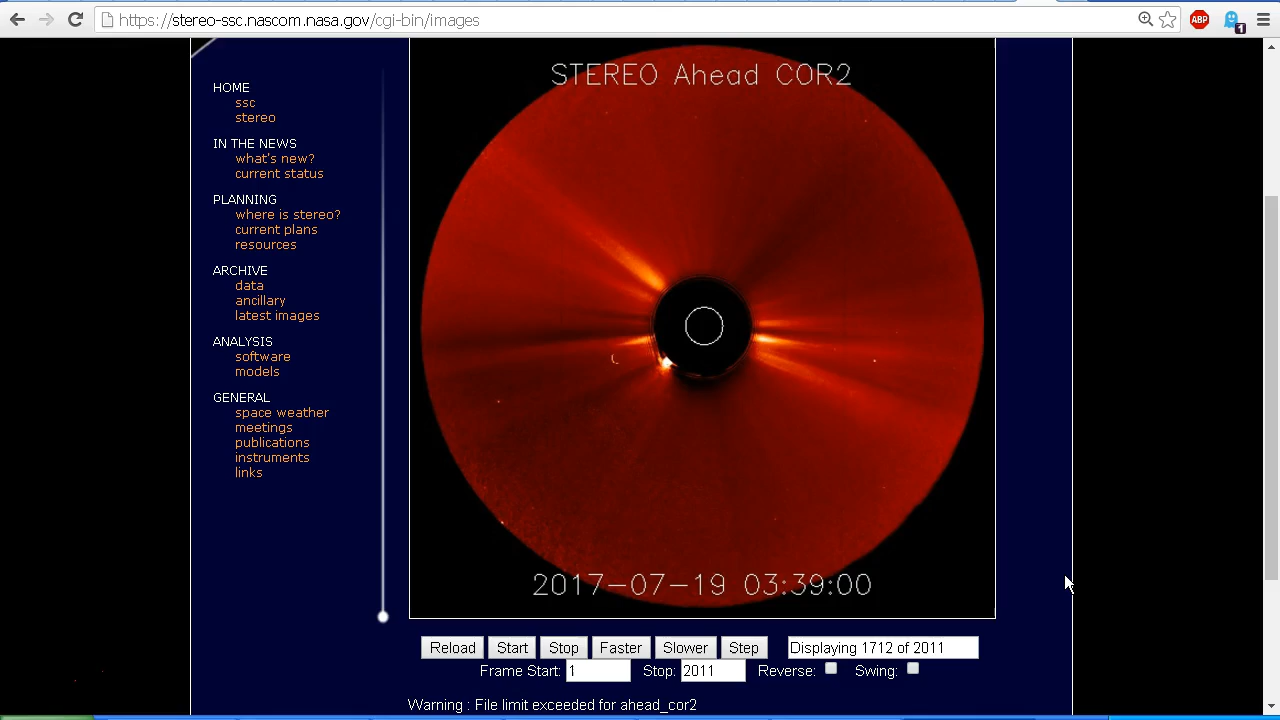 https://stereo-ssc.nascom.nasa.gov/cgi-bin/images
ABP
1
HOME
ssc
stereo
IN THE NEWS
what's new?
current status
PLANNING
where is stereo?
current plans
resources
ARCHIVE
data
ancillary
latest images
ANALYSIS
software
models
GENERAL
space weather
meetings
publications
instruments
links
STEREO Ahead COR2
2017-07-19 03:39:00
Reload Start Stop Faster Slower Step Displaying 1712 of 2011
Frame Start: 1 Stop: 2011 Reverse: Swing:
Warning : File limit exceeded for ahead_cor2